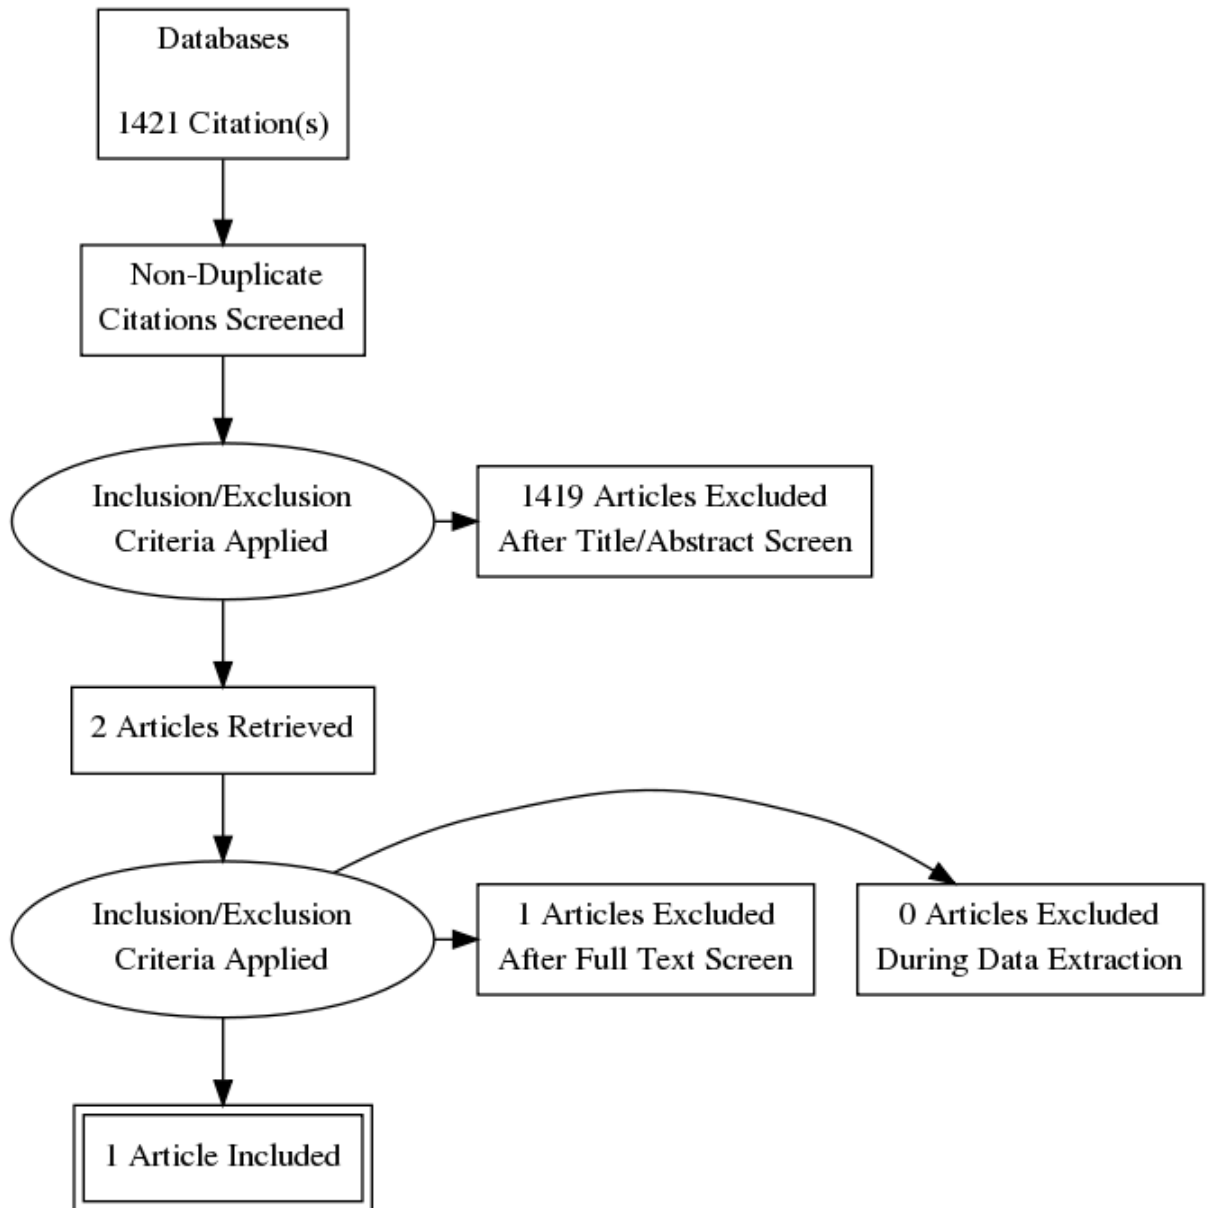 Databases
1421 Citation(s)
Non-Duplicate
Citations Screened
Inclusion/Exclusion
Criteria Applied
1419 Articles Excluded
After Title/Abstract Screen
2 Articles Retrieved
Inclusion/Exclusion
Criteria Applied
1 Articles Excluded
After Full Text Screen
0 Articles Excluded
During Data Extraction
1 Article Included